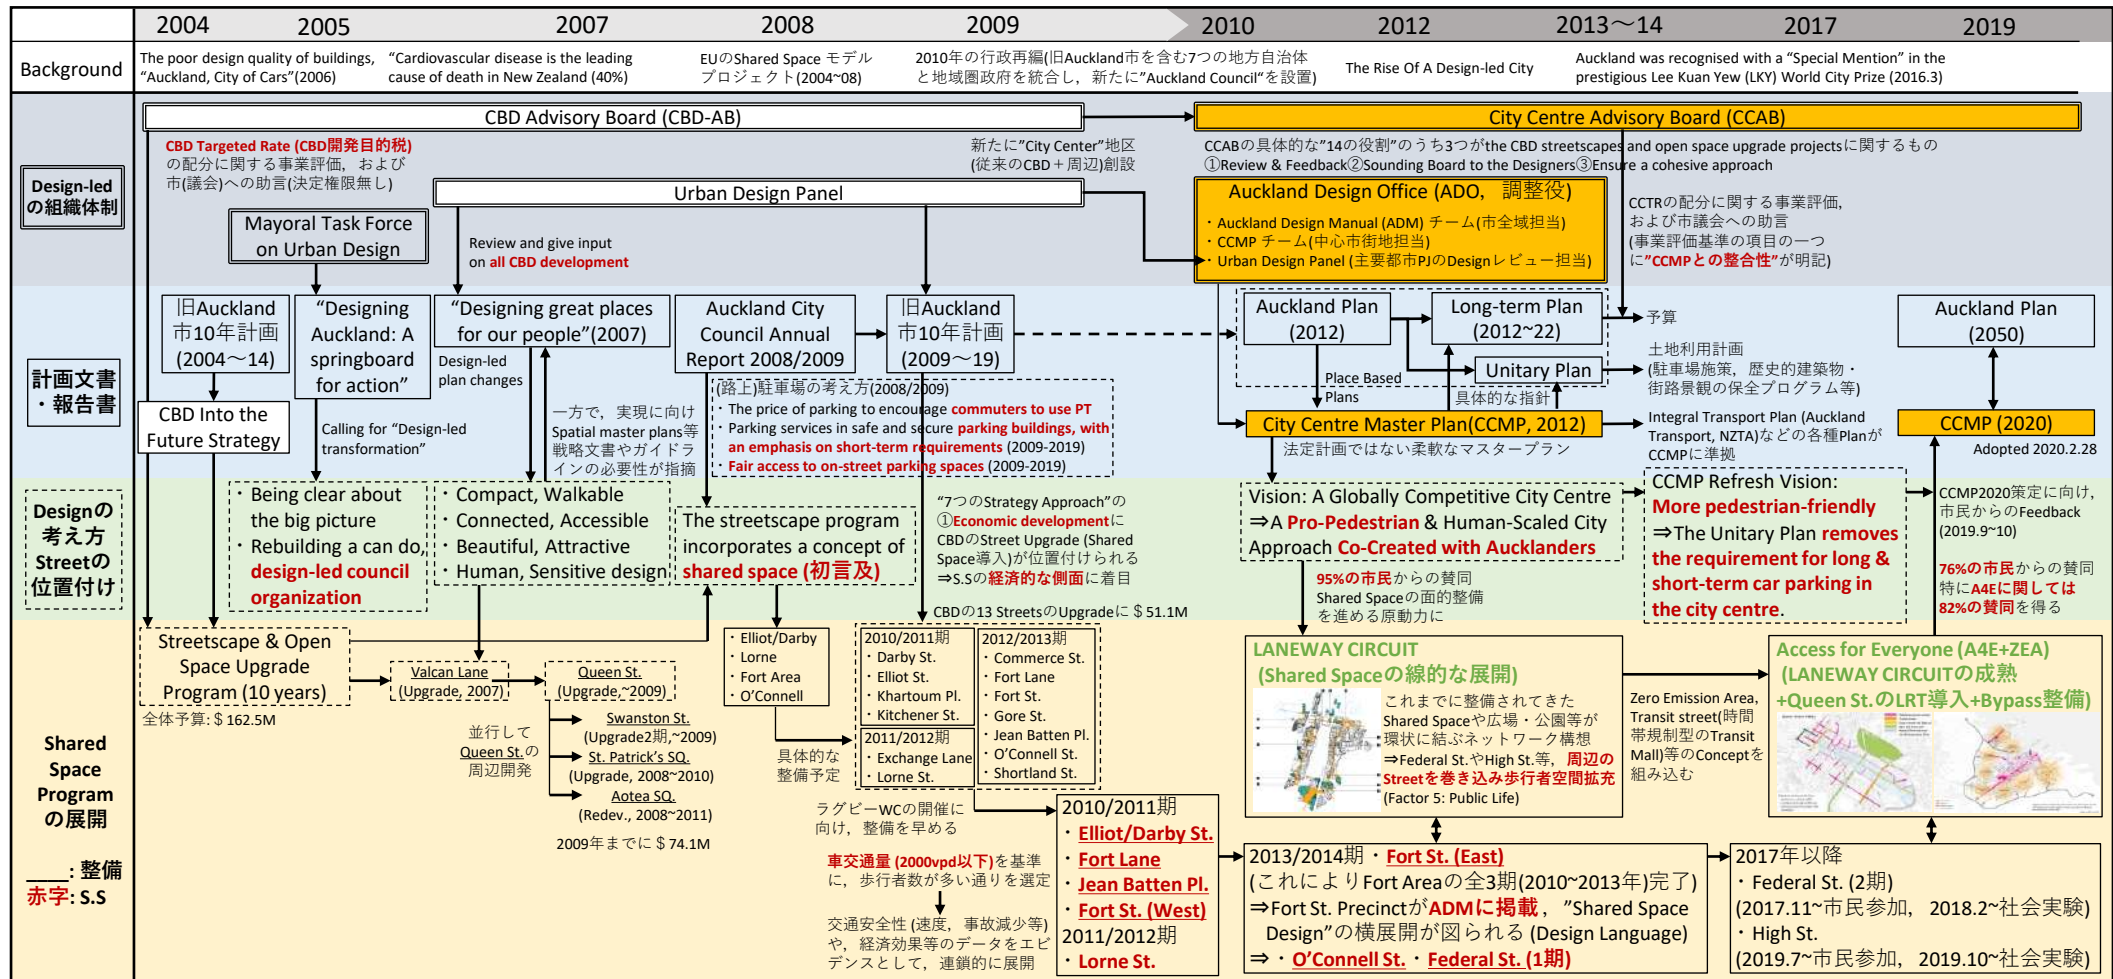 2004 2005 2007 2008 2009 2010 2012 2013～14 2017 2019
Background
The poor design quality of buildings,
“Auckland, City of Cars”(2006)
“Cardiovascular disease is the leading
cause of death in New Zealand (40%)
EUのShared Space モデル
プロジェクト(2004~08)
2010年の行政再編(旧Auckland市を含む7つの地方自治体
と地域圏政府を統合し，新たに”Auckland Council“を設置)
The Rise Of A Design-led City
Auckland was recognised with a “Special Mention” in the
prestigious Lee Kuan Yew (LKY) World City Prize (2016.3)
Design-led
の組織体制
CBD Advisory Board (CBD-AB)
City Centre Advisory Board (CCAB)
CBD Targeted Rate (CBD開発目的税)
の配分に関する事業評価，および
市(議会)への助言(決定権限無し)
新たに”City Center”地区
(従来のCBD＋周辺)創設
CCABの具体的な”14の役割”のうち3つがthe CBD streetscapes and open space upgrade projectsに関するもの
①Review & Feedback②Sounding Board to the Designers③Ensure a cohesive approach
Urban Design Panel
Mayoral Task Force
on Urban Design
Review and give input
on all CBD development
Auckland Design Office (ADO， 調整役)
・Auckland Design Manual (ADM) チーム(市全域担当)
・CCMP チーム(中心市街地担当)
・Urban Design Panel (主要都市PJのDesignレビュー担当)
CCTRの配分に関する事業評価，
および市議会への助言
(事業評価基準の項目の一つ
に”CCMPとの整合性”が明記)
計画文書
・報告書
旧Auckland
市10年計画
(2004～14)
“Designing
Auckland: A
springboard
for action”
“Designing great places
for our people”(2007)
Auckland City
Council Annual
Report 2008/2009
旧Auckland
市10年計画
(2009～19)
Auckland Plan
(2012)
Long-term Plan
(2012~22)
Unitary Plan
予算
土地利用計画
(駐車場施策，歴史的建築物・
街路景観の保全プログラム等)
Auckland Plan
(2050)
CBD Into the
Future Strategy
Calling for “Design-led
transformation”
Design-led
plan changes
一方で，実現に向け
Spatial master plans等
戦略文書やガイドラ
インの必要性が指摘
(路上)駐車場の考え方(2008/2009)
・The price of parking to encourage commuters to use PT
・Parking services in safe and secure parking buildings, with
an emphasis on short-term requirements (2009-2019)
・Fair access to on-street parking spaces (2009-2019)
Place Based
Plans
具体的な指針
City Centre Master Plan(CCMP, 2012)
法定計画ではない柔軟なマスタープラン
Integral Transport Plan (Auckland
Transport, NZTA)などの各種Planが
CCMPに準拠
CCMP (2020)
Adopted 2020.2.28
Designの
考え方
Streetの
位置付け
・Being clear about
the big picture
・Rebuilding a can do,
design-led council
organization
・Compact, Walkable
・Connected, Accessible
・Beautiful, Attractive
・Human, Sensitive design
The streetscape program
incorporates a concept of
shared space (初言及)
“7つのStrategy Approach”の
①Economic developmentに
CBDのStreet Upgrade (Shared
Space導入)が位置付けられる
⇒S.Sの経済的な側面に着目
CBDの13 StreetsのUpgradeに＄51.1M
Vision: A Globally Competitive City Centre
⇒A Pro-Pedestrian & Human-Scaled City
Approach Co-Created with Aucklanders
95%の市民からの賛同
Shared Spaceの面的整備
を進める原動力に
CCMP Refresh Vision:
More pedestrian-friendly
⇒The Unitary Plan removes
the requirement for long &
short-term car parking in
the city centre.
CCMP2020策定に向け，
市民からのFeedback
(2019.9~10)
76%の市民からの賛同
特にA4Eに関しては
82%の賛同を得る
Shared
Space
Program
の展開
____: 整備
赤字: S.S
Streetscape & Open
Space Upgrade
Program (10 years)
全体予算:＄162.5M
Valcan Lane
(Upgrade, 2007)
Queen St.
(Upgrade,~2009)
並行して
Queen St.の
周辺開発
Swanston St.
(Upgrade2期,~2009)
St. Patrick’s SQ.
(Upgrade, 2008~2010)
Aotea SQ.
(Redev., 2008~2011)
2009年までに＄74.1M
・Elliot/Darby
・Lorne
・Fort Area
・O’Connell
具体的な
整備予定
2010/2011期
・Darby St.
・Elliot St.
・Khartoum Pl.
・Kitchener St.
2011/2012期
・Exchange Lane
・Lorne St.
2012/2013期
・Commerce St.
・Fort Lane
・Fort St.
・Gore St.
・Jean Batten Pl.
・O’Connell St.
・Shortland St.
ラグビーWCの開催に
向け，整備を早める
車交通量 (2000vpd以下)を基準
に，歩行者数が多い通りを選定
交通安全性 (速度，事故減少等)
や，経済効果等のデータをエビ
デンスとして，連鎖的に展開
2010/2011期
・Elliot/Darby St.
・Fort Lane
・Jean Batten Pl.
・Fort St. (West)
2011/2012期
・Lorne St.
LANEWAY CIRCUIT
(Shared Spaceの線的な展開)
これまでに整備されてきた
Shared Spaceや広場・公園等が
環状に結ぶネットワーク構想
⇒Federal St.やHigh St.等，周辺の
Streetを巻き込み歩行者空間拡充
(Factor 5: Public Life)
Zero Emission Area,
Transit street(時間
帯規制型のTransit
Mall)等のConceptを
組み込む
Access for Everyone (A4E+ZEA)
(LANEWAY CIRCUITの成熟
+Queen St.のLRT導入+Bypass整備)
2013/2014期・Fort St. (East)
(これによりFort Areaの全3期(2010~2013年)完了)
⇒Fort St. PrecinctがADMに掲載，”Shared Space
Design”の横展開が図られる (Design Language)
⇒・O’Connell St.・Federal St. (1期)
2017年以降
・Federal St. (2期)
(2017.11~市民参加，2018.2~社会実験)
・High St.
(2019.7~市民参加，2019.10~社会実験)